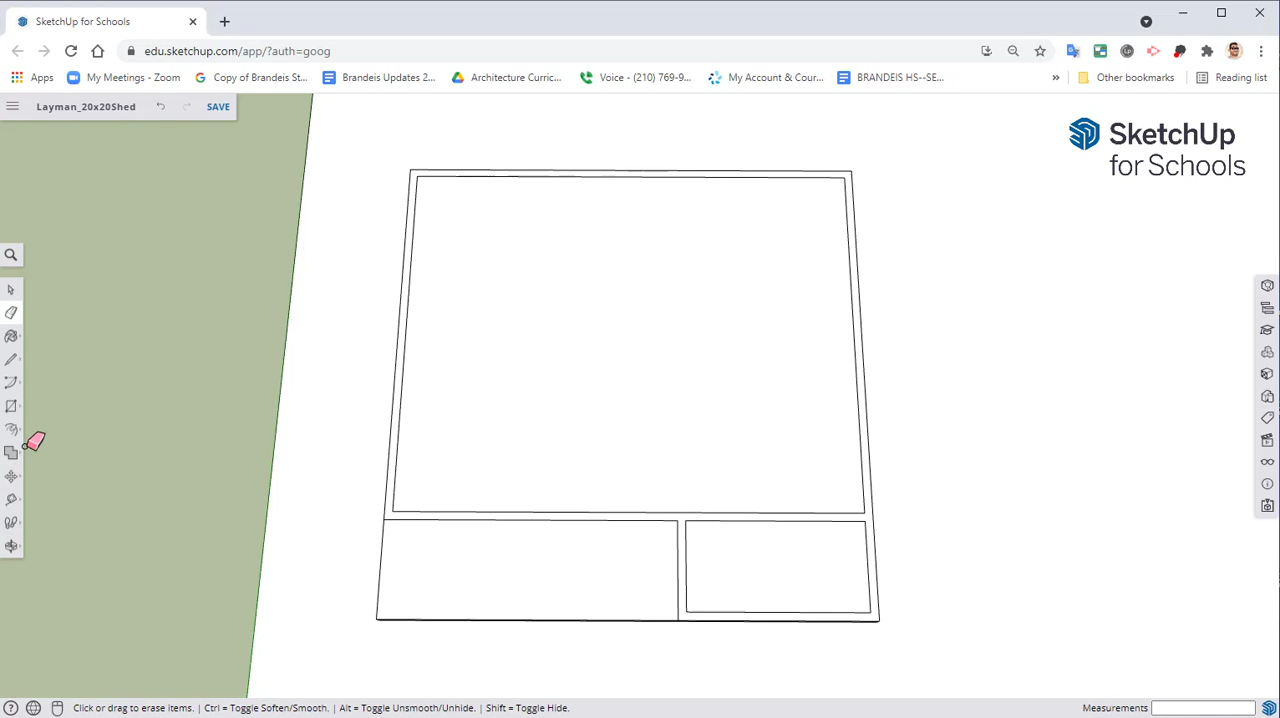 SketchUp for Schools
edu.sketchup.com/app/?auth=goog
Apps
My Meetings - Zoom
Copy of Brandeis St...
Brandeis Updates 2...
Architecture Curric...
Voice - (210) 769-9...
My Account & Cour...
BRANDEIS HS--SE...
»
Other bookmarks
Reading list
Layman_20x20Shed
SAVE
SketchUp
for Schools
Click or drag to erase items. | Ctrl = Toggle Soften/Smooth. | Alt = Toggle Unsmooth/Unhide. | Shift = Toggle Hide.
Measurements